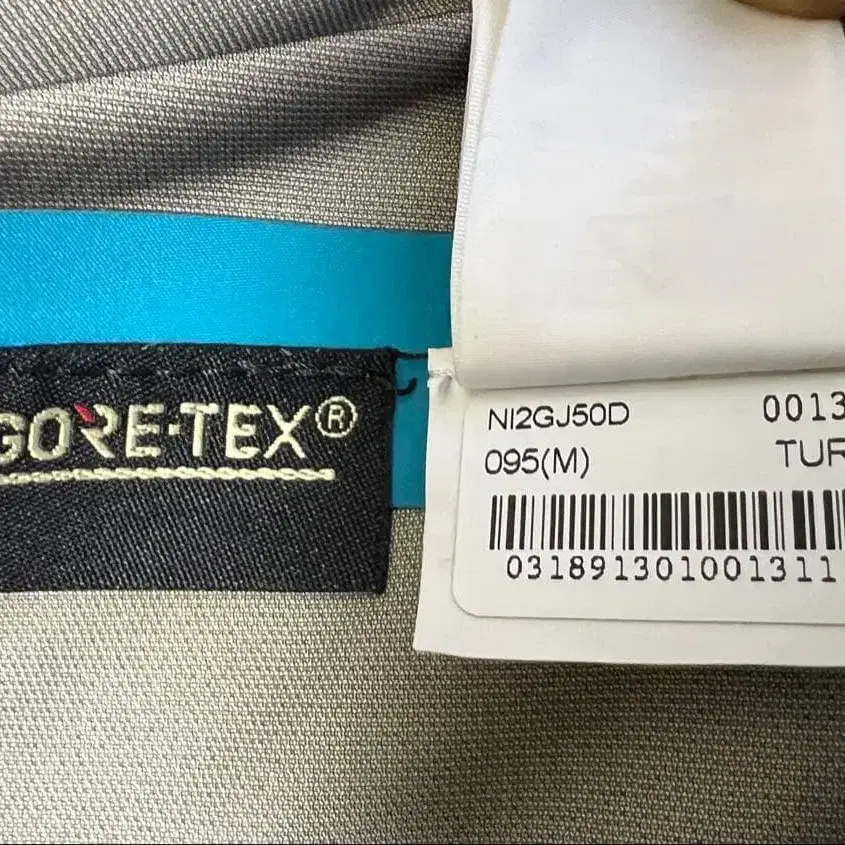 GORE-TEX®
NI2GJ50D 0013
095(M) TUR
031891301001311